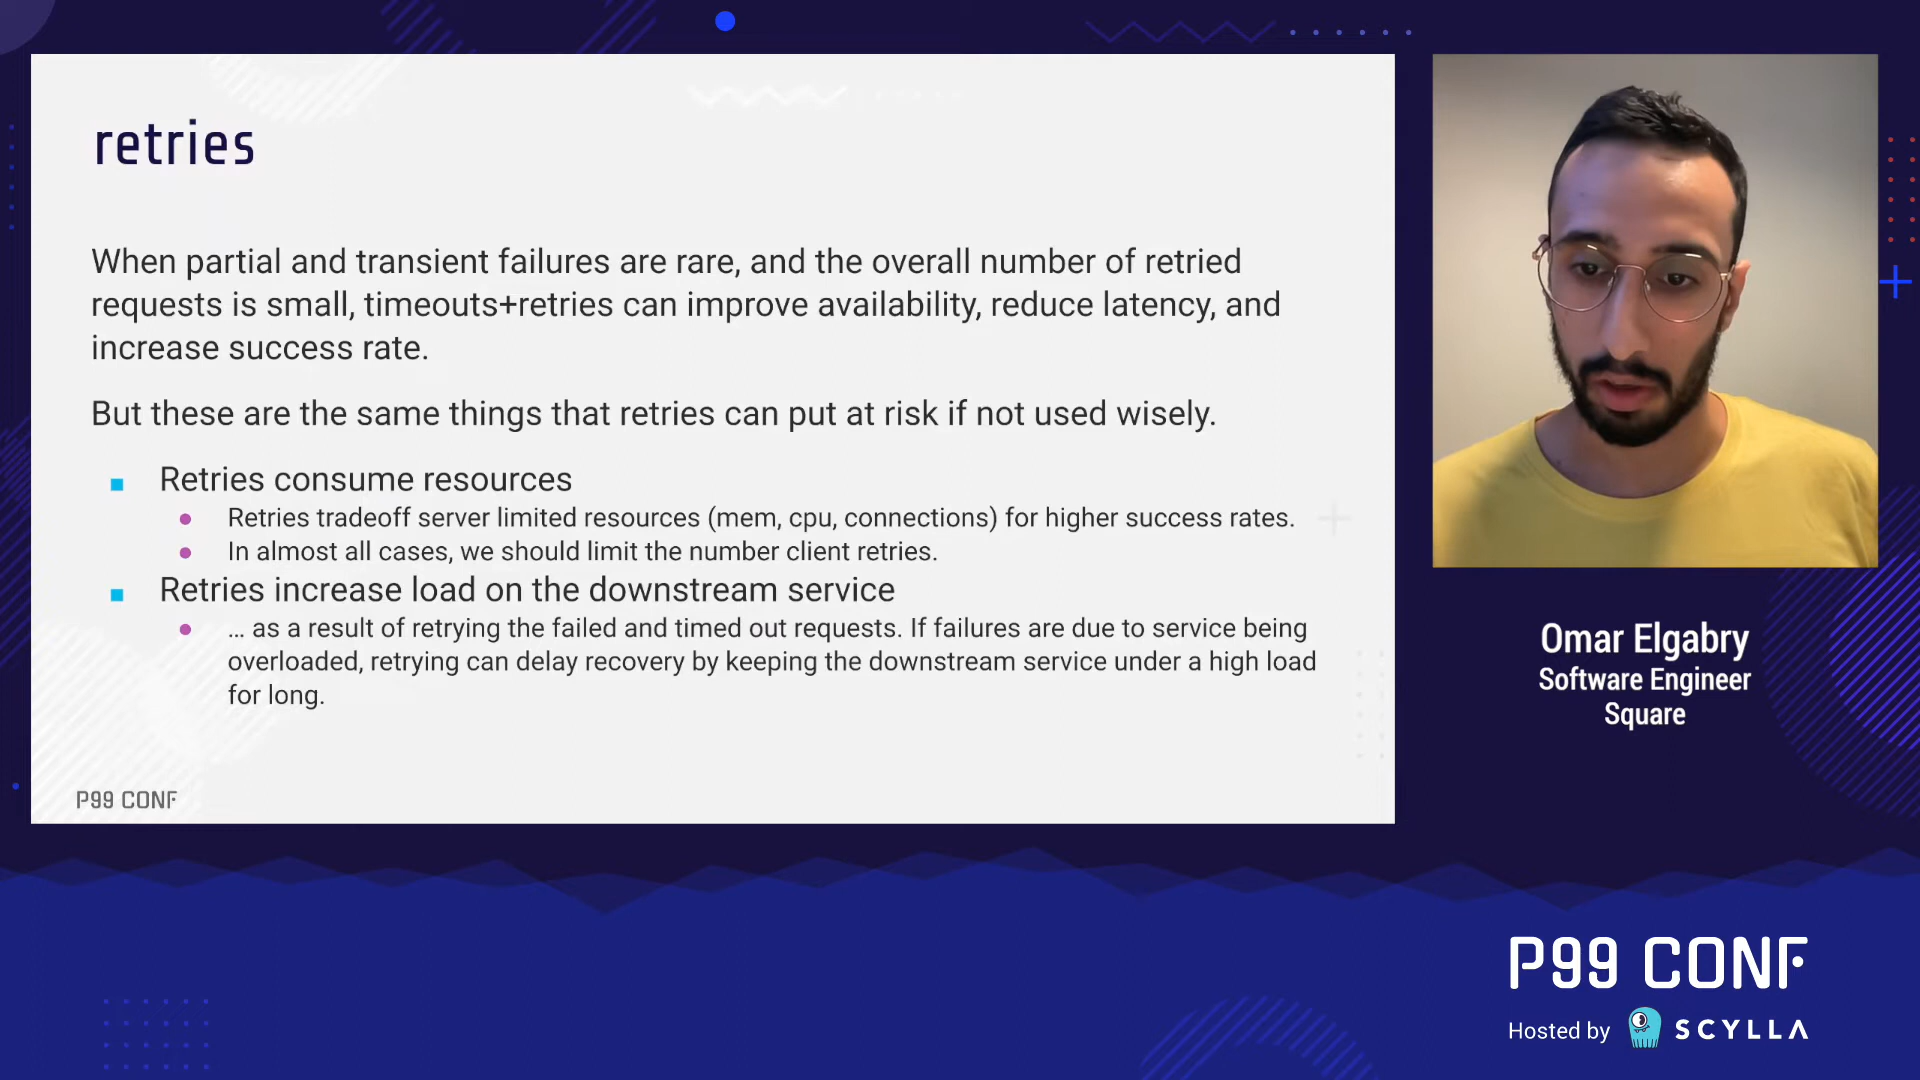 retries
When partial and transient failures are rare, and the overall number of retried
requests is small, timeouts+retries can improve availability, reduce latency, and
increase success rate.
But these are the same things that retries can put at risk if not used wisely.
Retries consume resources
Retries tradeoff server limited resources (mem, cpu, connections) for higher success rates.
In almost all cases, we should limit the number client retries.
Retries increase load on the downstream service
... as a result of retrying the failed and timed out requests. If failures are due to service being
overloaded, retrying can delay recovery by keeping the downstream service under a high load
for long.
P99 CONF
Omar Elgabry
Software Engineer
Square
P99 CONF
Hosted by SCYLLA